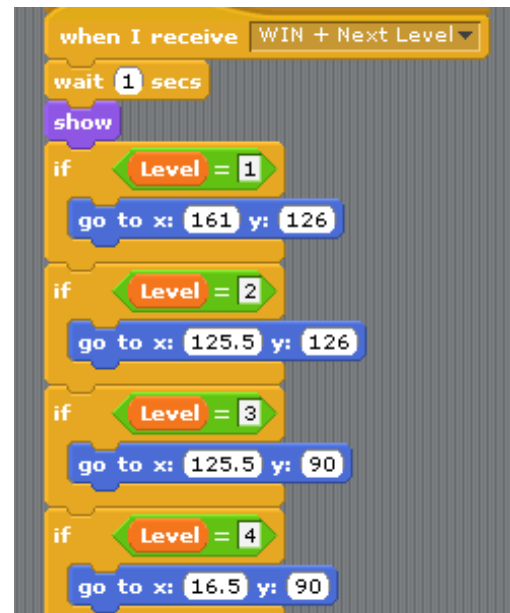 when I receive WIN + Next Level
wait 1 secs
show
if Level = 1
go to x: 161 y: 126
if Level = 2
go to x: 125.5 y: 126
if Level = 3
go to x: 125.5 y: 90
if Level = 4
go to x: 16.5 y: 90